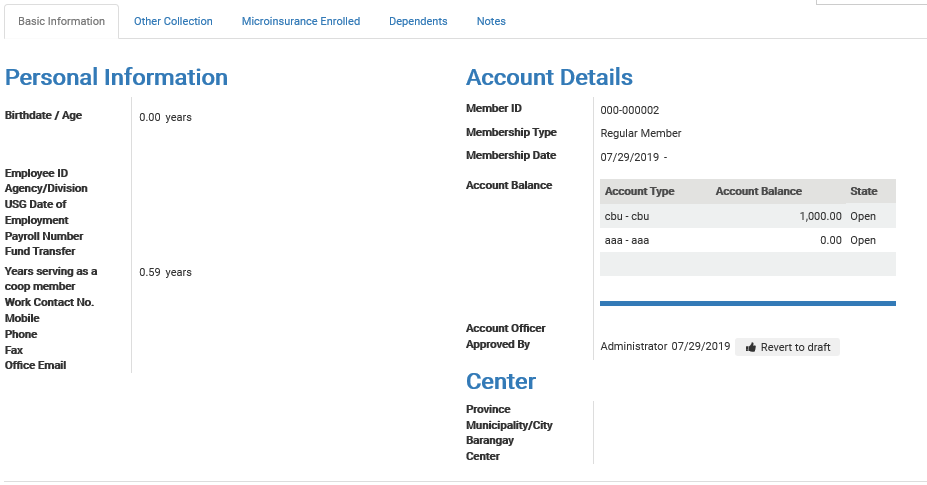 Basic Information Other Collection Microinsurance Enrolled Dependents Notes
Personal Information
Birthdate / Age 0.00 years
Employee ID
Agency/Division
USG Date of
Employment
Payroll Number
Fund Transfer
Years serving as a 0.59 years
coop member
Work Contact No.
Mobile
Phone
Fax
Office Email
Account Details
Member ID 000-000002
Membership Type Regular Member
Membership Date 07/29/2019 -
Account Balance
Account Type Account Balance State
cbu - cbu 1,000.00 Open
aaa - aaa 0.00 Open
Account Officer
Approved By Administrator 07/29/2019 Revert to draft
Center
Province
Municipality/City
Barangay
Center